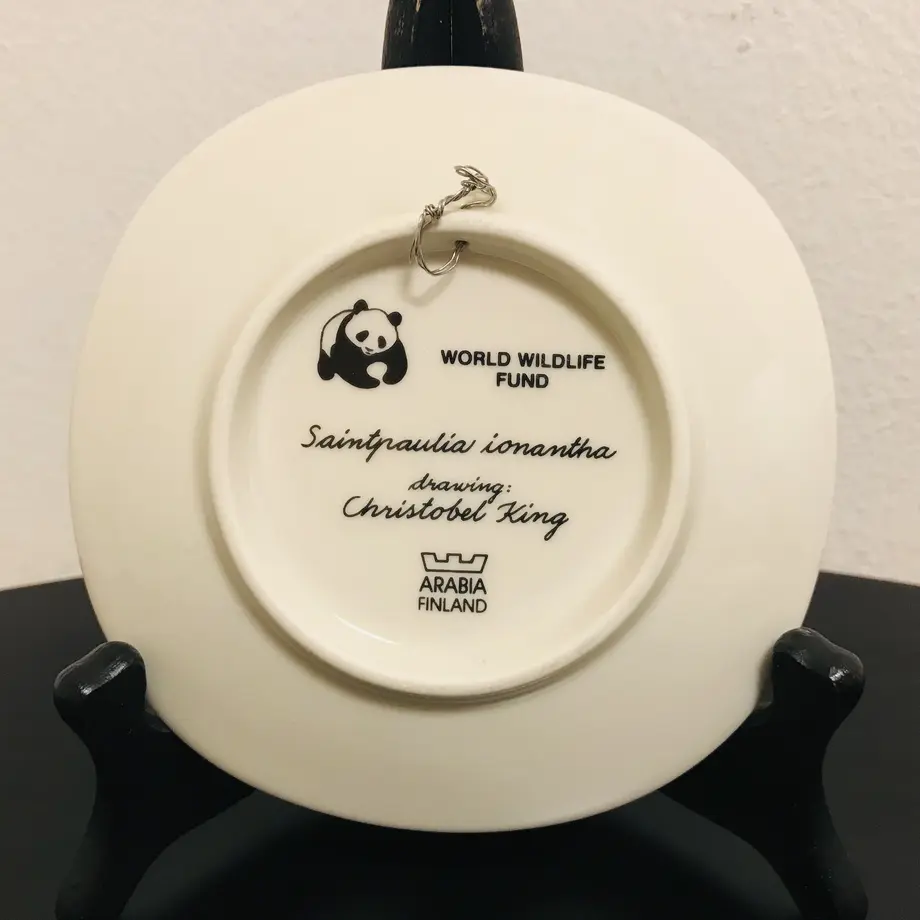 WORLD WILDLIFE
FUND
Saintpaulia ionantha
drawing:
Christobel King
ARABIA
FINLAND